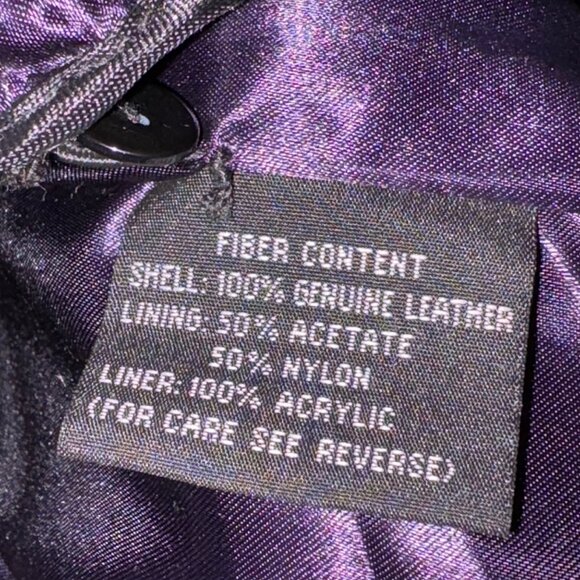 FIBER CONTENT
SHELL: 100% GENUINE LEATHER
LINING: 50% ACETATE
50% NYLON
LINER: 100% ACRYLIC
(FOR CARE SEE REVERSE)